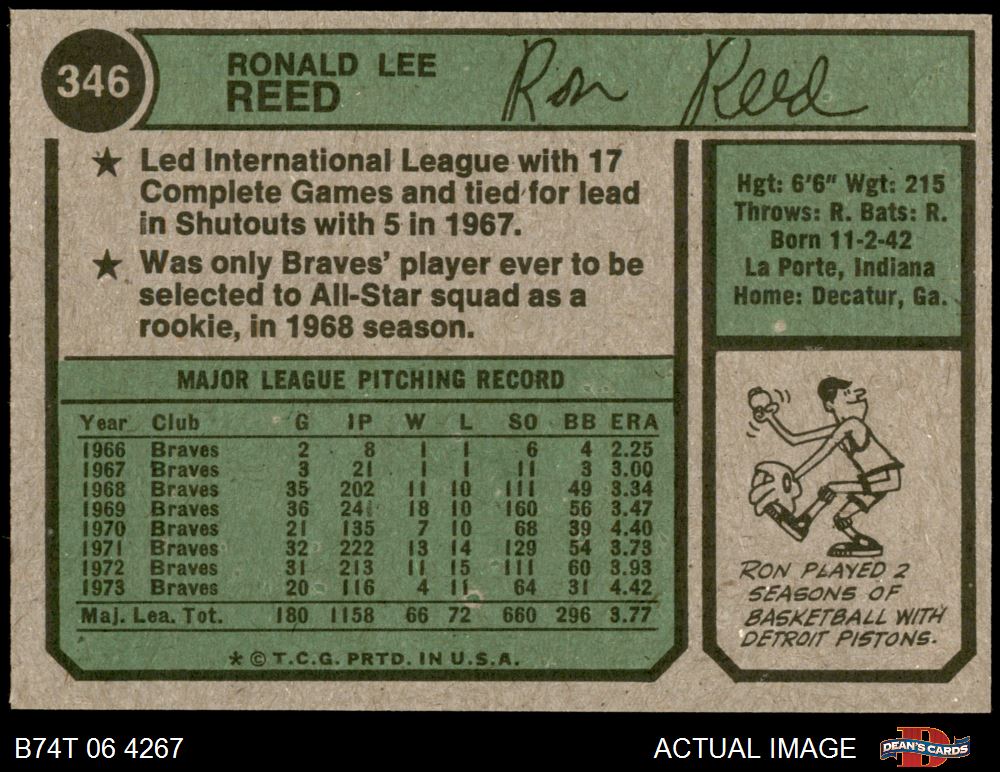 346
RONALD LEE
REED
Ron Reed
★ Led International League with 17
Complete Games and tied for lead
in Shutouts with 5 in 1967.
★ Was only Braves' player ever to be
selected to All-Star squad as a
rookie, in 1968 season.
Hgt: 6'6" Wgt: 215
Throws: R. Bats: R.
Born 11-2-42
La Porte, Indiana
Home: Decatur, Ga.
MAJOR LEAGUE PITCHING RECORD
Year Club G IP W L SO BB ERA
1966 Braves 2 8 1 1 6 4 2.25
1967 Braves 3 21 1 1 11 3 3.00
1968 Braves 35 202 11 10 111 49 3.34
1969 Braves 36 241 18 10 160 56 3.47
1970 Braves 21 135 7 10 68 39 4.40
1971 Braves 32 222 13 14 129 54 3.73
1972 Braves 31 213 11 15 111 60 3.93
1973 Braves 20 116 4 11 64 31 4.42
Maj. Lea. Tot. 180 1158 66 72 660 296 3.77
* © T.C.G. PRTD. IN U.S.A.
RON PLAYED 2
SEASONS OF
BASKETBALL WITH
DETROIT PISTONS.
B74T 06 4267
ACTUAL IMAGE
D
DEAN'S CARDS